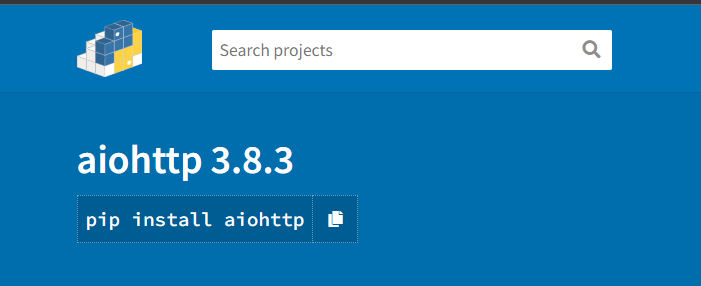 Search projects
aiohttp 3.8.3
pip install aiohttp